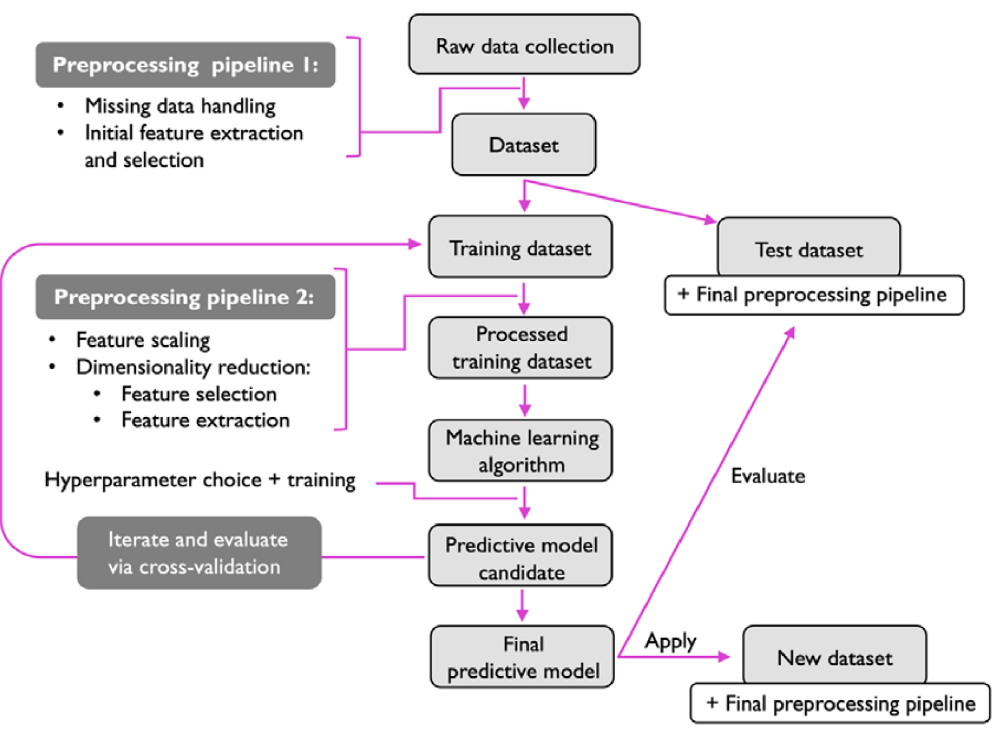 Raw data collection
Preprocessing pipeline 1:
• Missing data handling
• Initial feature extraction
and selection
Dataset
Training dataset
Test dataset
+ Final preprocessing pipeline
Preprocessing pipeline 2:
• Feature scaling
• Dimensionality reduction:
• Feature selection
• Feature extraction
Processed
training dataset
Machine learning
algorithm
Hyperparameter choice + training
Evaluate
Iterate and evaluate
via cross-validation
Predictive model
candidate
Final
predictive model
Apply
New dataset
+ Final preprocessing pipeline